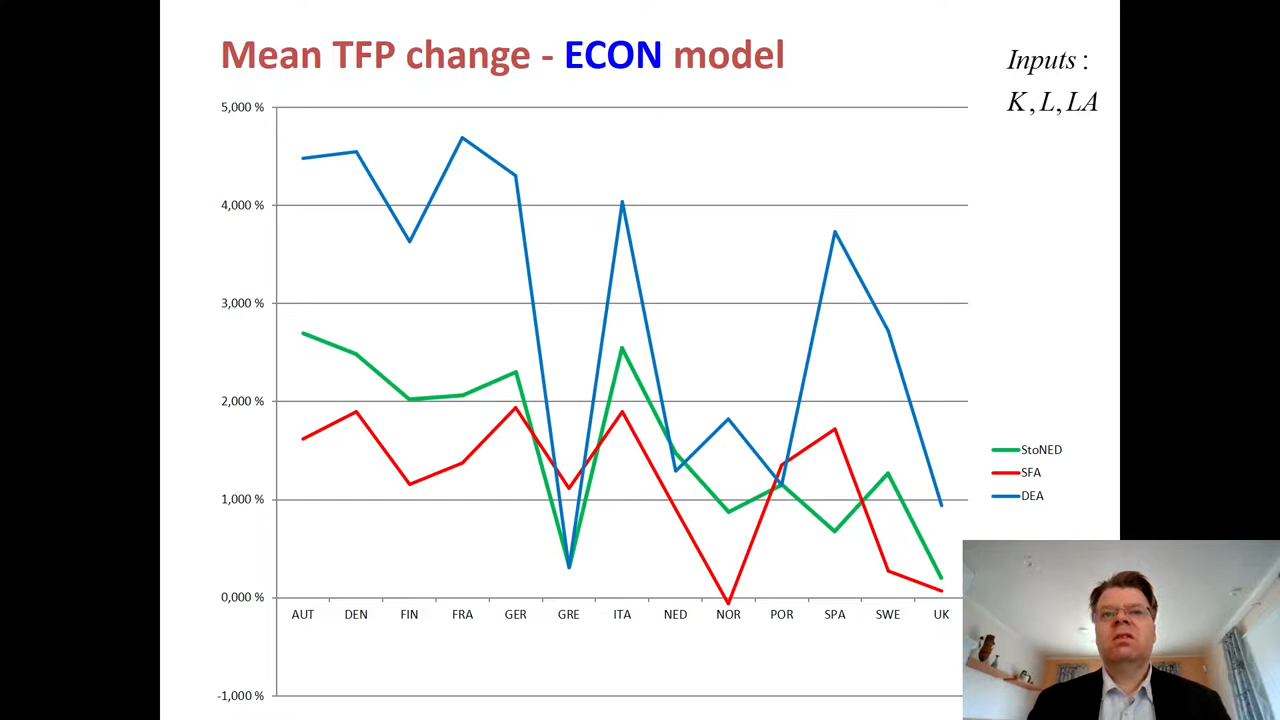 Mean TFP change - ECON model
Inputs :
K , L , LA
5,000 %
4,000 %
3,000 %
2,000 %
1,000 %
0,000 %
-1,000 %
AUT DEN FIN FRA GER GRE ITA NED NOR POR SPA SWE UK
StoNED
SFA
DEA